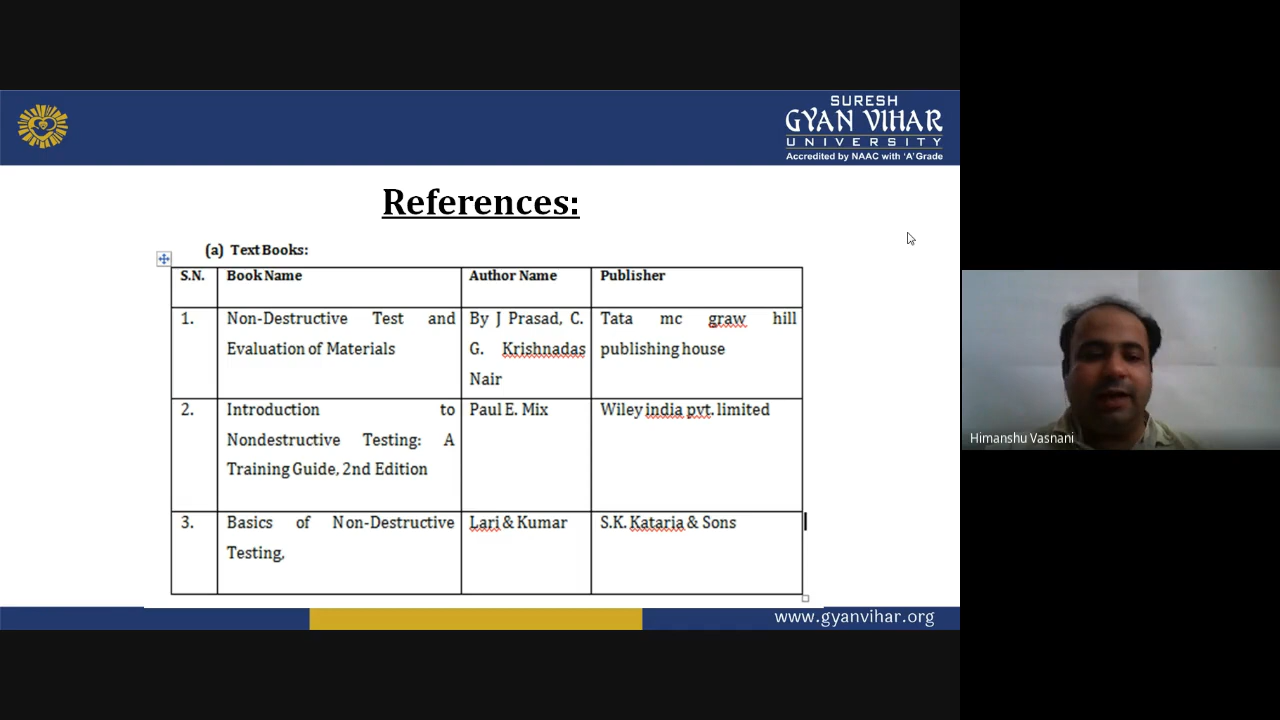 SURESH
GYAN VIHAR
UNIVERSITY
Accredited by NAAC with 'A' Grade
References:
(a) Text Books:
S.N. Book Name Author Name Publisher
1. Non-Destructive Test and By J Prasad, C. Tata mc graw hill
Evaluation of Materials G. Krishnadas publishing house
Nair
2. Introduction to Paul E. Mix Wiley india pvt. limited
Nondestructive Testing: A
Training Guide, 2nd Edition
3. Basics of Non-Destructive Lari & Kumar S.K. Kataria & Sons
Testing,
www.gyanvihar.org
Himanshu Vasnani